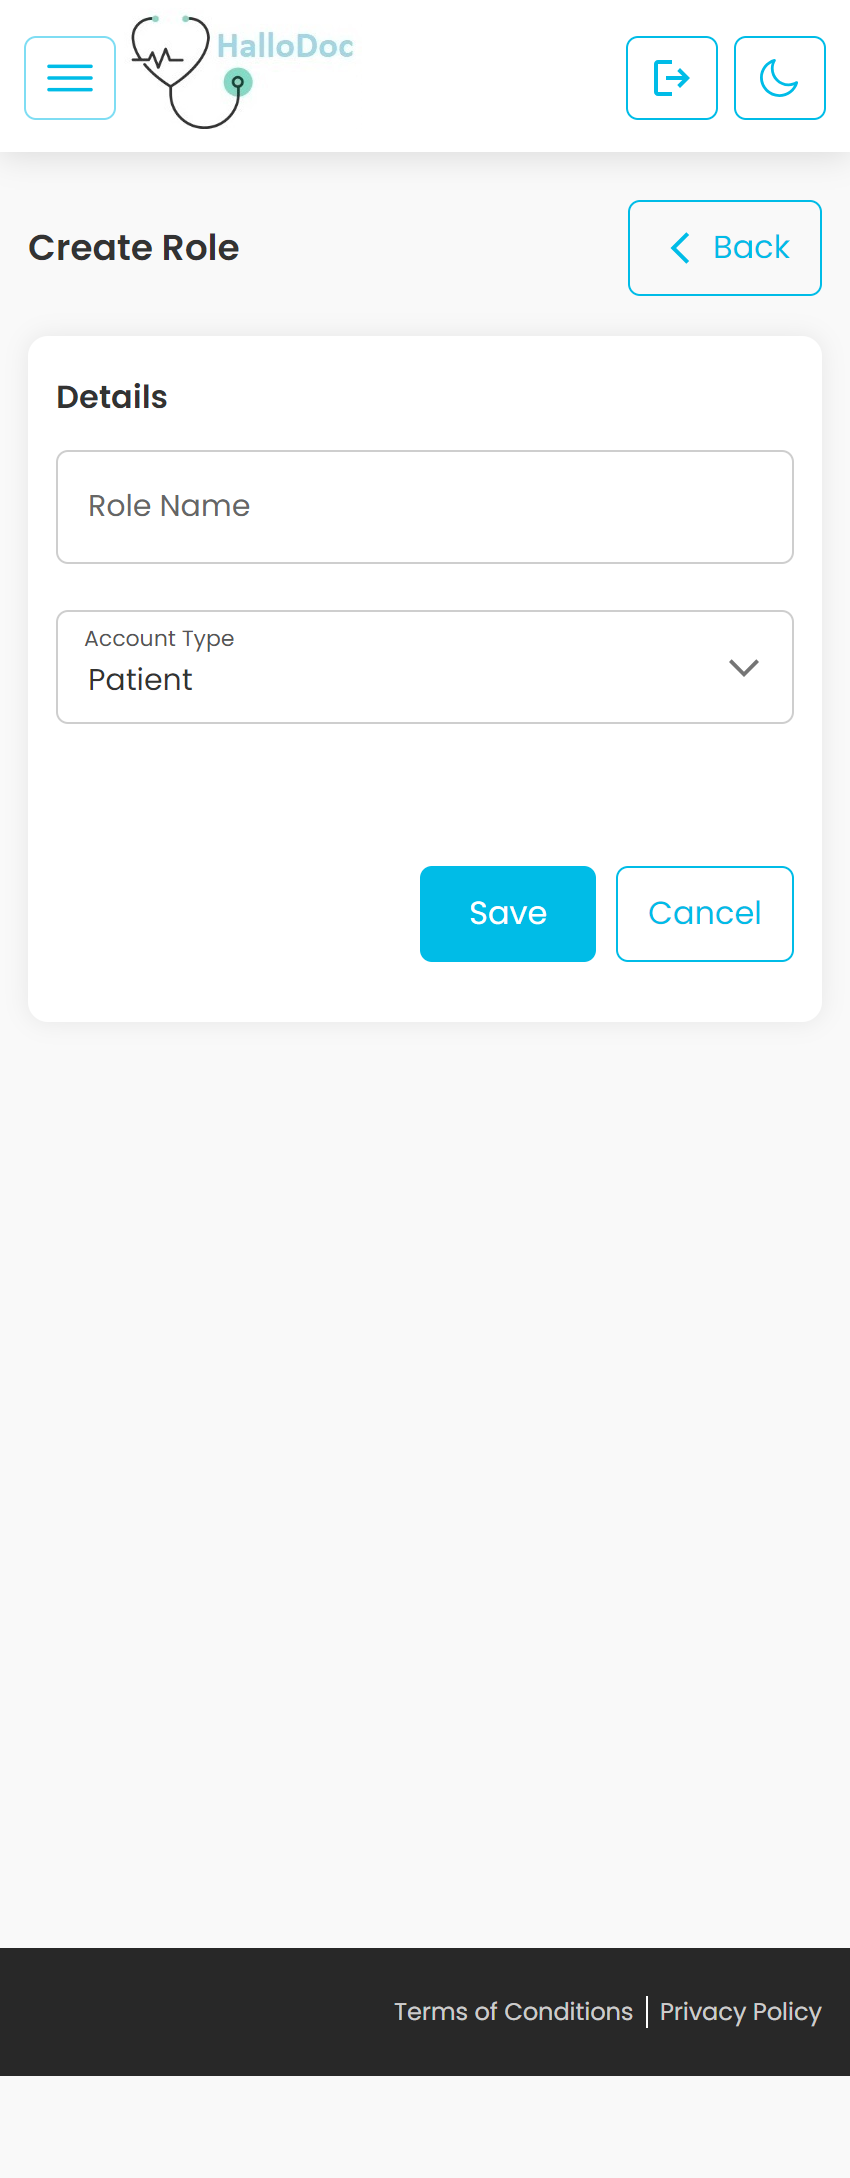 HalloDoc
Create Role
Back
Details
Role Name
Account Type
Patient
Save Cancel
Terms of Conditions | Privacy Policy